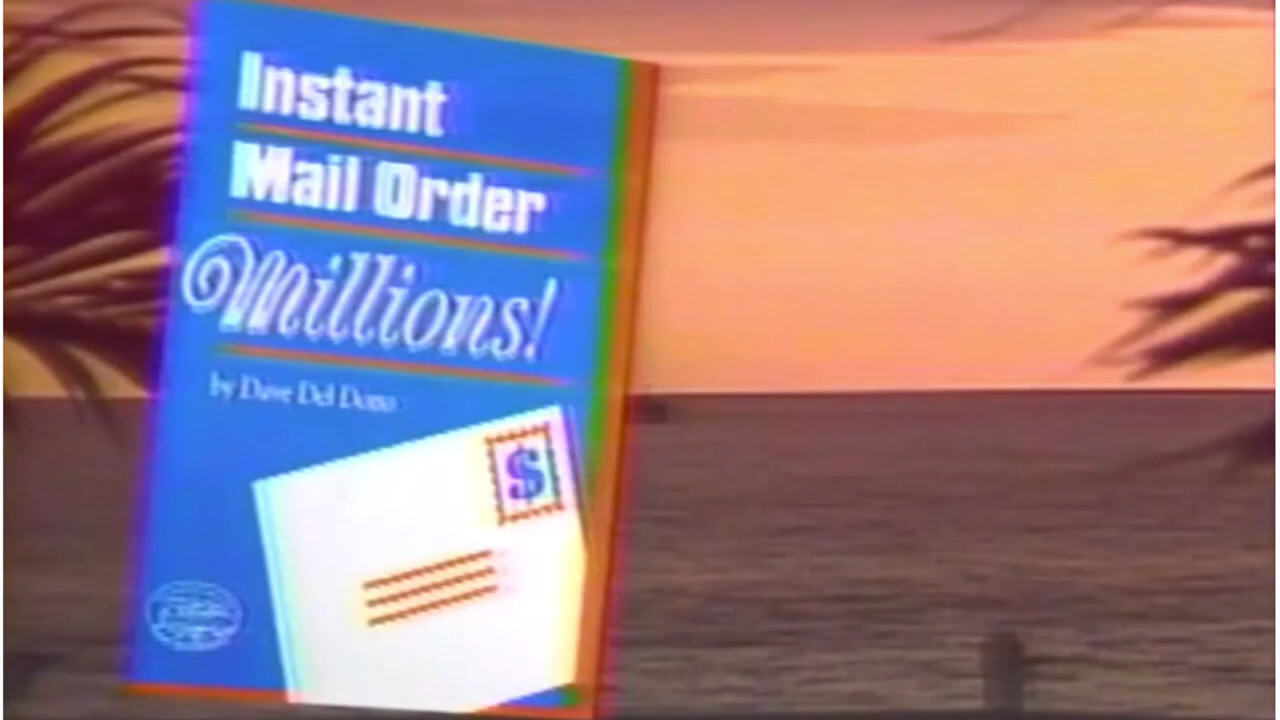 Instant
Mail Order
Millions!
by Dave Del Dotto
$